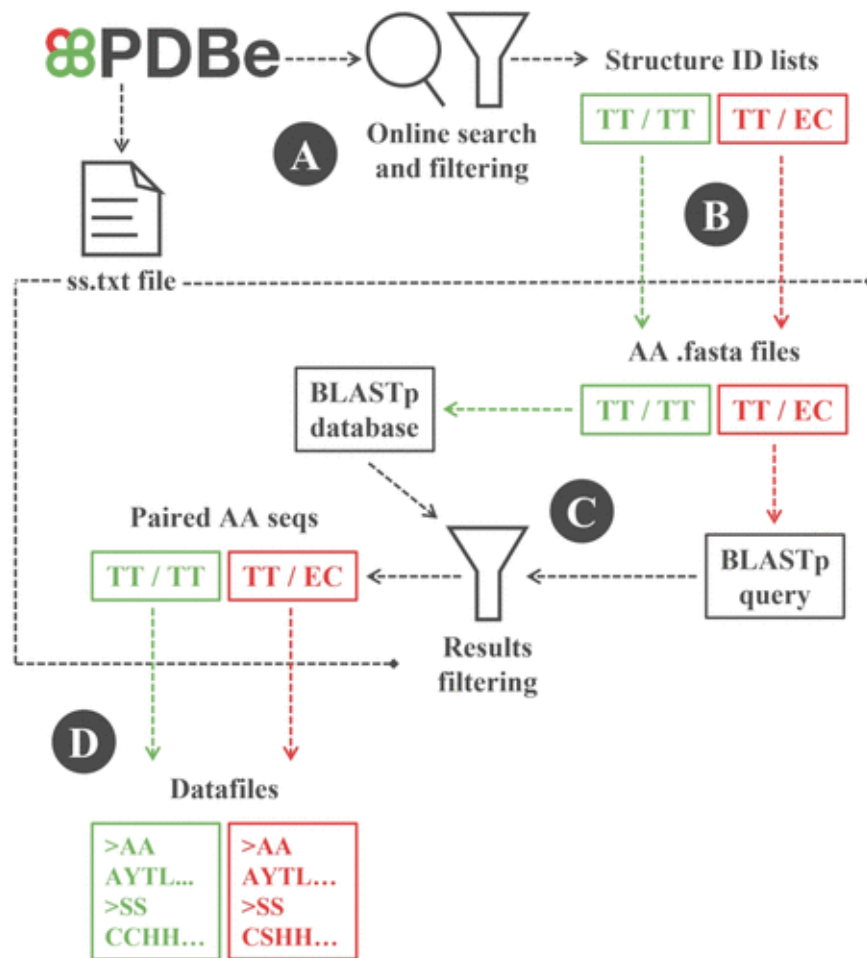 PDBe
Structure ID lists
TT / TT
TT / EC
A
Online search
and filtering
B
ss.txt file
AA .fasta files
BLASTp
database
TT / TT
TT / EC
C
Paired AA seqs
TT / TT
TT / EC
BLASTp
query
Results
filtering
D
Datafiles
>AA
AYTL...
>SS
CCHH…
>AA
AYTL…
>SS
CSHH…